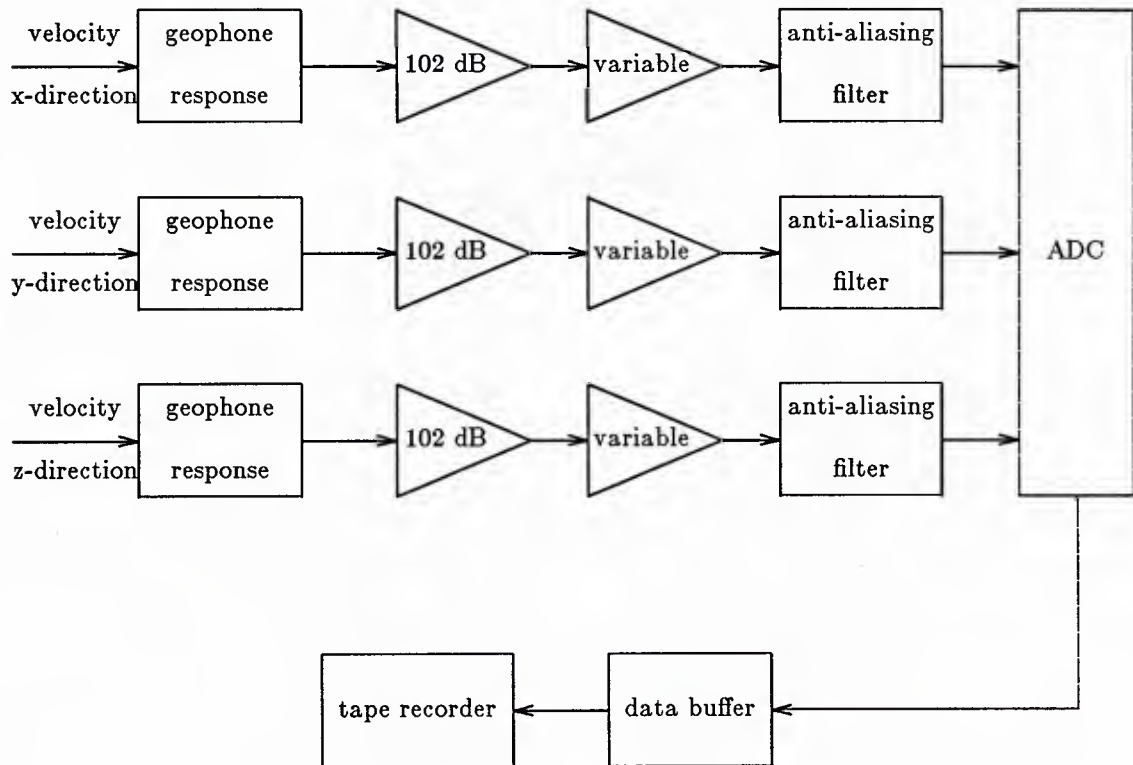 velocity
x-direction
geophone
response
102 dB
variable
anti-aliasing
filter
velocity
y-direction
geophone
response
102 dB
variable
anti-aliasing
filter
ADC
velocity
z-direction
geophone
response
102 dB
variable
anti-aliasing
filter
tape recorder
data buffer